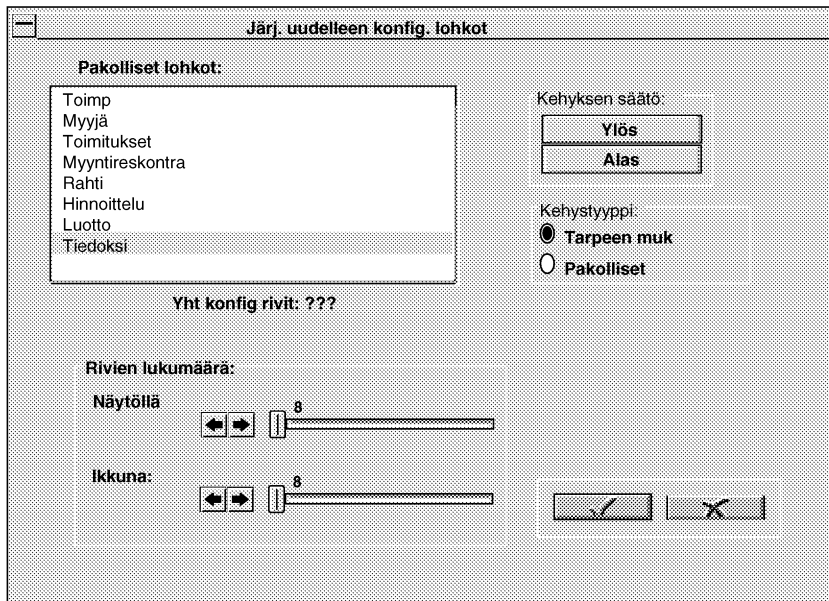 Järj. uudelleen konfig. lohkot
Pakolliset lohkot:
Toimp
Myyjä
Toimitukset
Myyntireskontra
Rahti
Hinnoittelu
Luotto
Tiedoksi
Yht konfig rivit: ???
Kehyksen säätö:
Ylös
Alas
Kehystyyppi:
Tarpeen muk
Pakolliset
Rivien lukumäärä:
Näytöllä
8
Ikkuna:
8